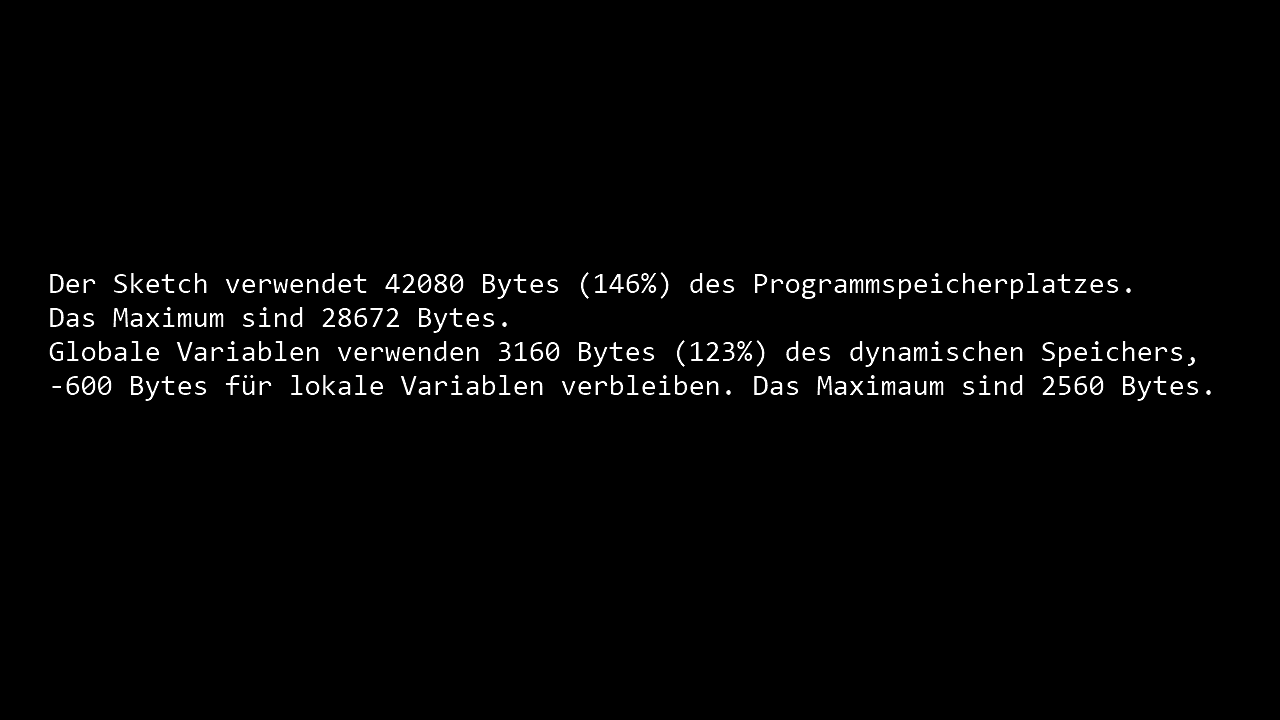 Der Sketch verwendet 42080 Bytes (146%) des Programmspeicherplatzes.
Das Maximum sind 28672 Bytes.
Globale Variablen verwenden 3160 Bytes (123%) des dynamischen Speichers,
-600 Bytes für lokale Variablen verbleiben. Das Maximaum sind 2560 Bytes.